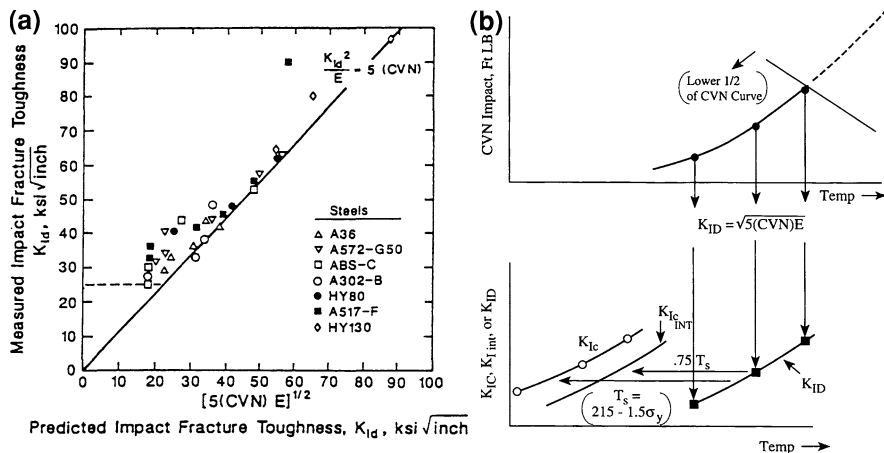 (a)
100
90
80
70
60
50
40
30
20
10
0
Measured Impact Fracture Toughness
K_Id, ksi√inch
K_Id² / E = 5 (CVN)
Steels
△ A36
▽ A572-G50
□ ABS-C
○ A302-B
● HY80
■ A517-F
◇ HY130
0 10 20 30 40 50 60 70 80 90 100
[5(CVN) E]^1/2
Predicted Impact Fracture Toughness, K_Id, ksi √inch
(b)
CVN Impact, Ft LB
(Lower 1/2
of CVN Curve)
Temp
K_ID = √5(CVN)E
K_IC, K_I int, or K_ID
K_Ic
K_Ic INT
.75 T_s
(T_s =
215 - 1.5σ_y)
K_ID
Temp